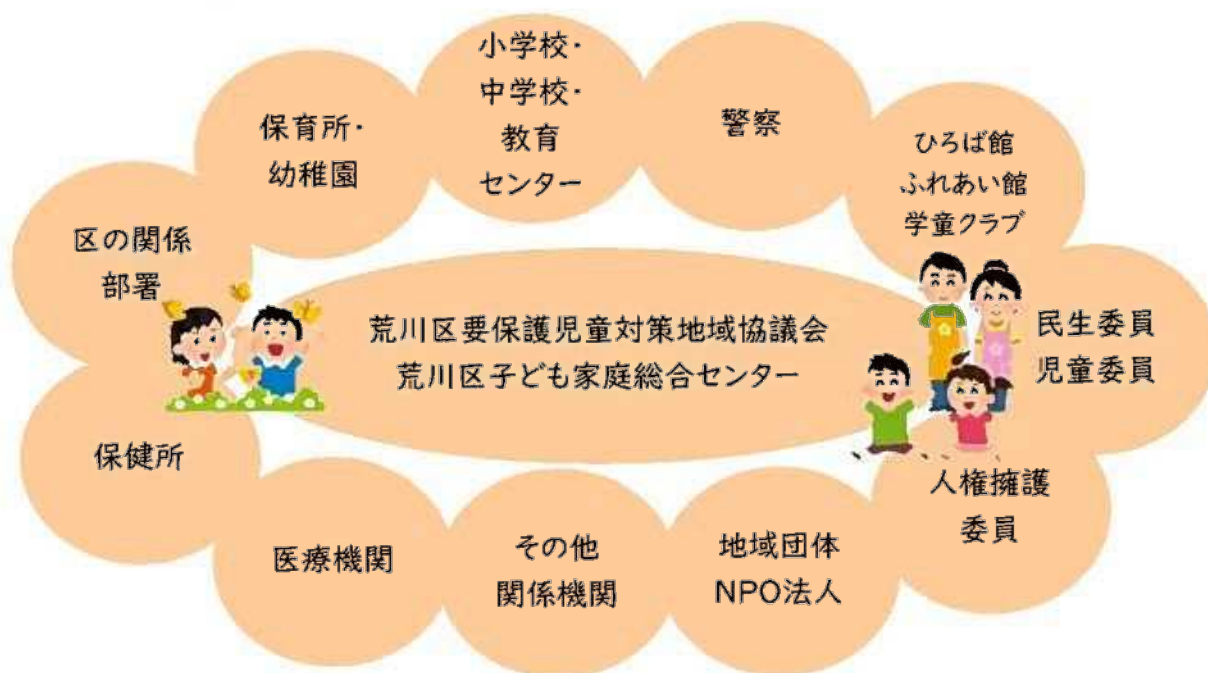 小学校・
中学校・
教育
センター
警察
保育所・
幼稚園
ひろば館
ふれあい館
学童クラブ
区の関係
部署
荒川区要保護児童対策地域協議会
荒川区子ども家庭総合センター
民生委員
児童委員
保健所
人権擁護
委員
医療機関
その他
関係機関
地域団体
NPO法人